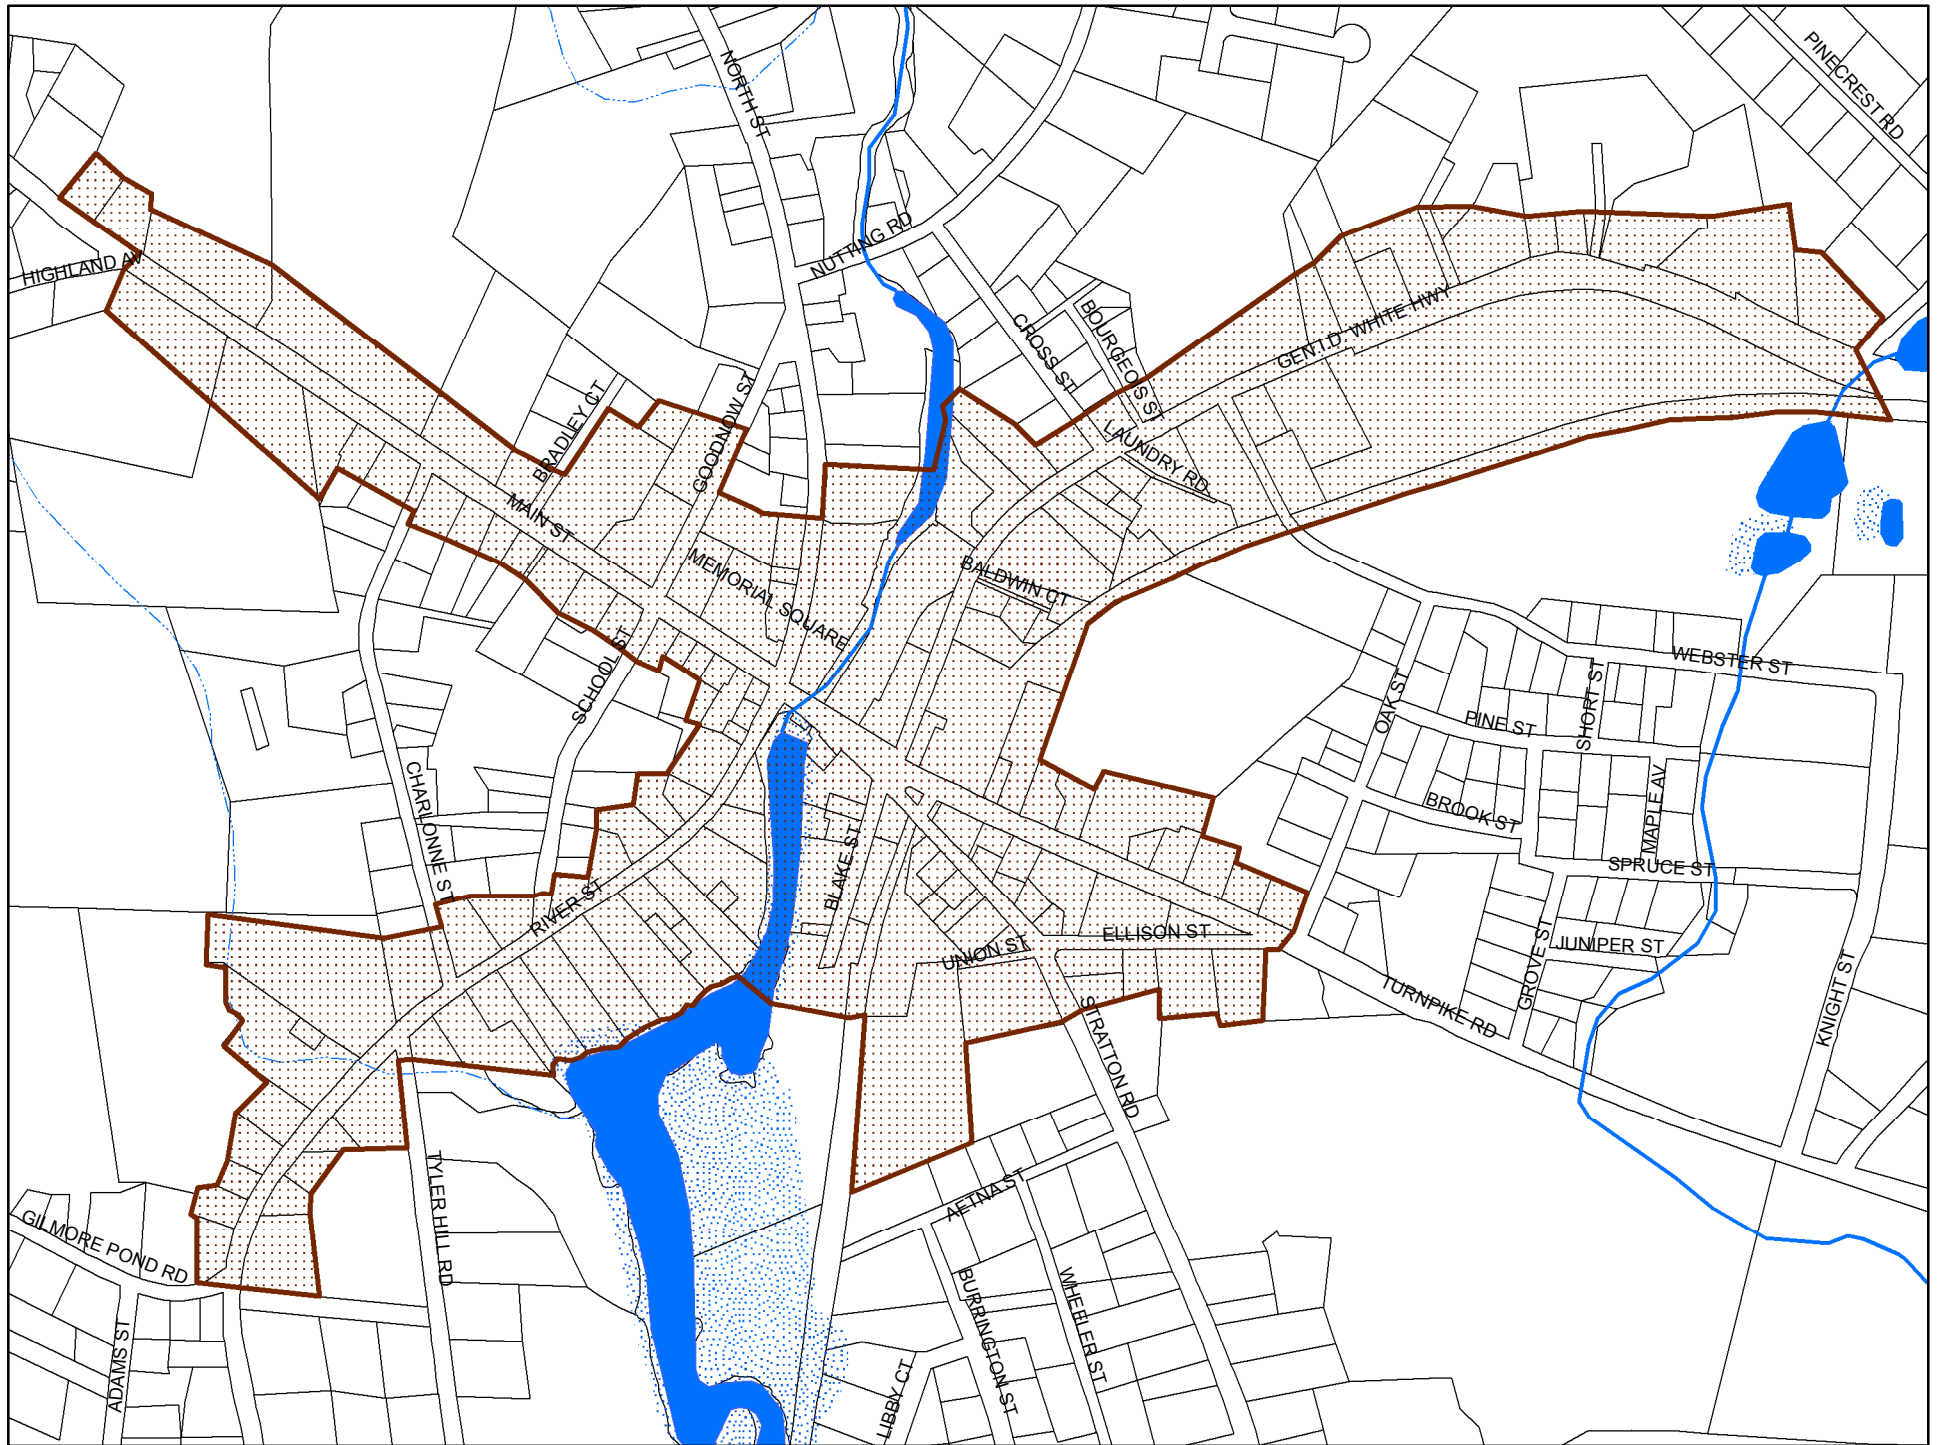 PINECREST RD
NORTH ST
NUTTING RD
HIGHLAND AV
GEN I.D. WHITE HWY
BOURGEOIS ST
CROSS ST
BRADLEY CT
GOODNOW ST
LAUNDRY RD
MAIN ST
MEMORIAL SQUARE
BALDWIN CT
SCHOOL ST
WEBSTER ST
OAK ST
SHORT ST
PINE ST
CHARLONNE ST
BROOK ST
MAPLE AV
BLAKE ST
SPRUCE ST
RIVER ST
UNION ST
ELLISON ST
GROVE ST
JUNIPER ST
TURNPIKE RD
KNIGHT ST
STRATTON RD
TYLER HILL RD
AETNA ST
GILMORE POND RD
BURRINGTON ST
WHEELER ST
ADAMS ST
LIBBY CT